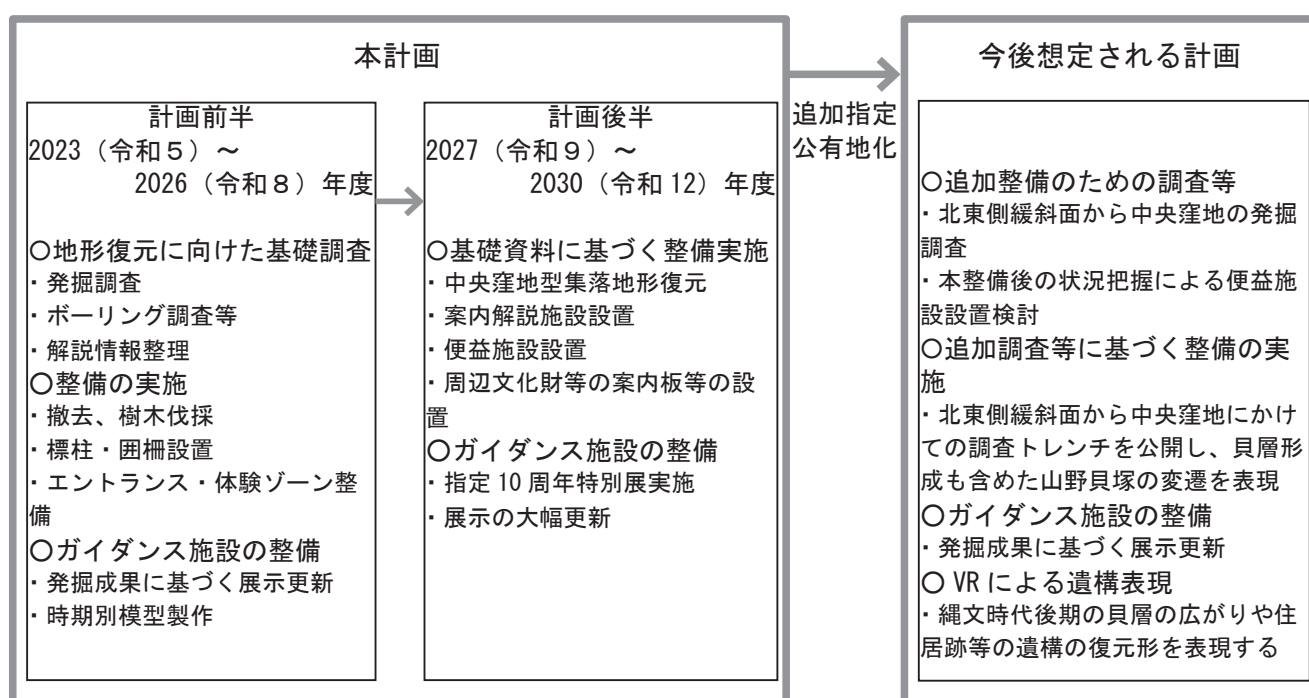 本計画
計画前半
2023（令和５）～
2026（令和８）年度
〇地形復元に向けた基礎調査
・発掘調査
・ボーリング調査等
・解説情報整理
〇整備の実施
・撤去、樹木伐採
・標柱・囲柵設置
・エントランス・体験ゾーン整
備
〇ガイダンス施設の整備
・発掘成果に基づく展示更新
・時期別模型製作
計画後半
2027（令和９）～
2030（令和12）年度
〇基礎資料に基づく整備実施
・中央窪地型集落地形復元
・案内解説施設設置
・便益施設設置
・周辺文化財等の案内板等の設
置
〇ガイダンス施設の整備
・指定10周年特別展実施
・展示の大幅更新
追加指定
公有地化
今後想定される計画
〇追加整備のための調査等
・北東側緩斜面から中央窪地の発掘
調査
・本整備後の状況把握による便益施
設設置検討
〇追加調査等に基づく整備の実
施
・北東側緩斜面から中央窪地にかけ
ての調査トレンチを公開し、貝層形
成も含めた山野貝塚の変遷を表現
〇ガイダンス施設の整備
・発掘成果に基づく展示更新
〇VRによる遺構表現
・縄文時代後期の貝層の広がりや住
居跡等の遺構の復元形を表現する